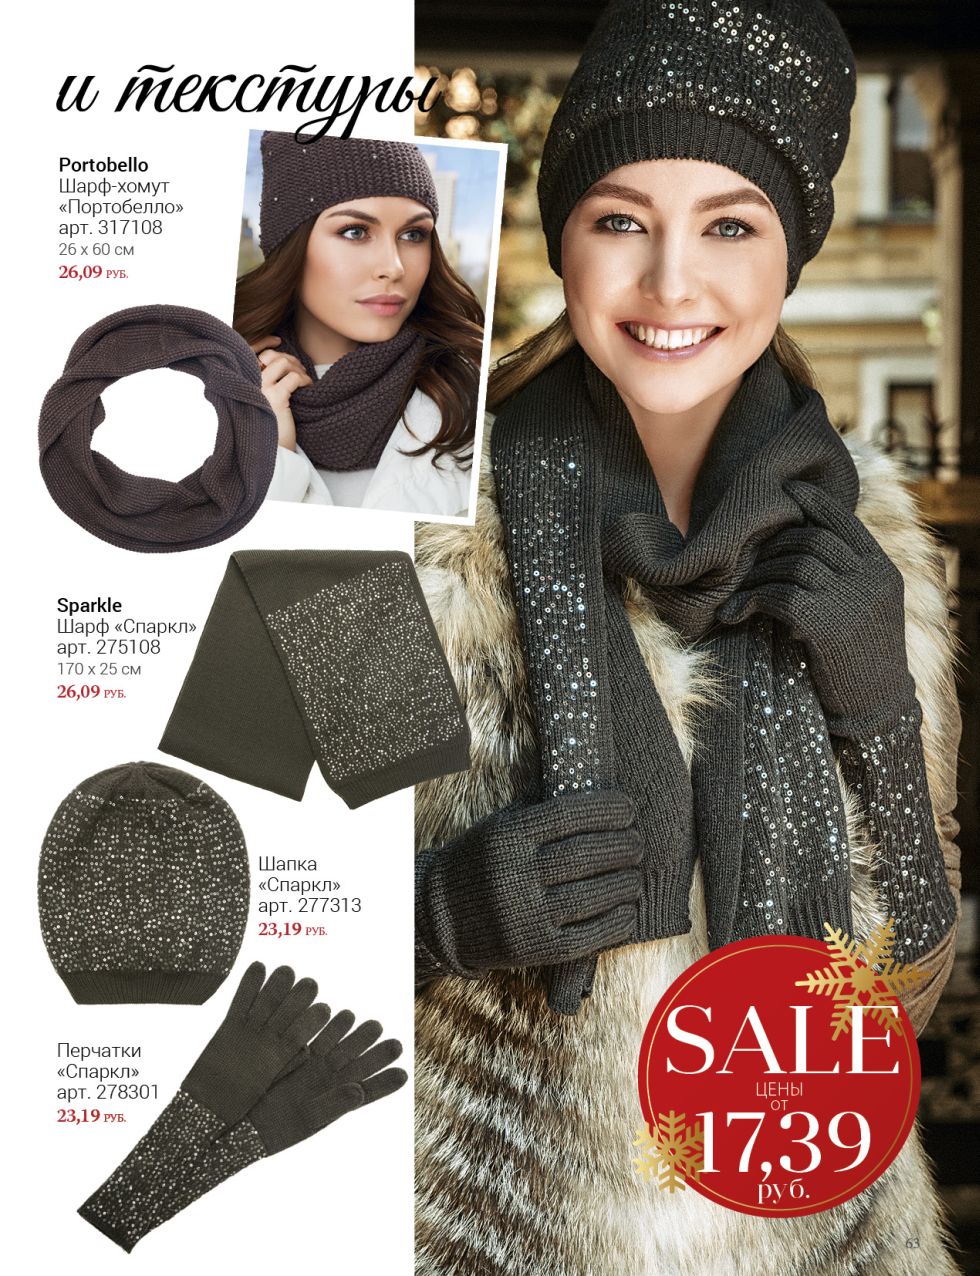 и текстуры
Portobello
Шарф-хомут
«Портобелло»
арт. 317108
26 х 60 см
26,09 РУБ.
Sparkle
Шарф «Спаркл»
арт. 275108
170 х 25 см
26,09 РУБ.
Шапка
«Спаркл»
арт. 277313
23,19 РУБ.
Перчатки
«Спаркл»
арт. 278301
23,19 РУБ.
SALE
ЦЕНЫ
ОТ
17,39
руб.
63